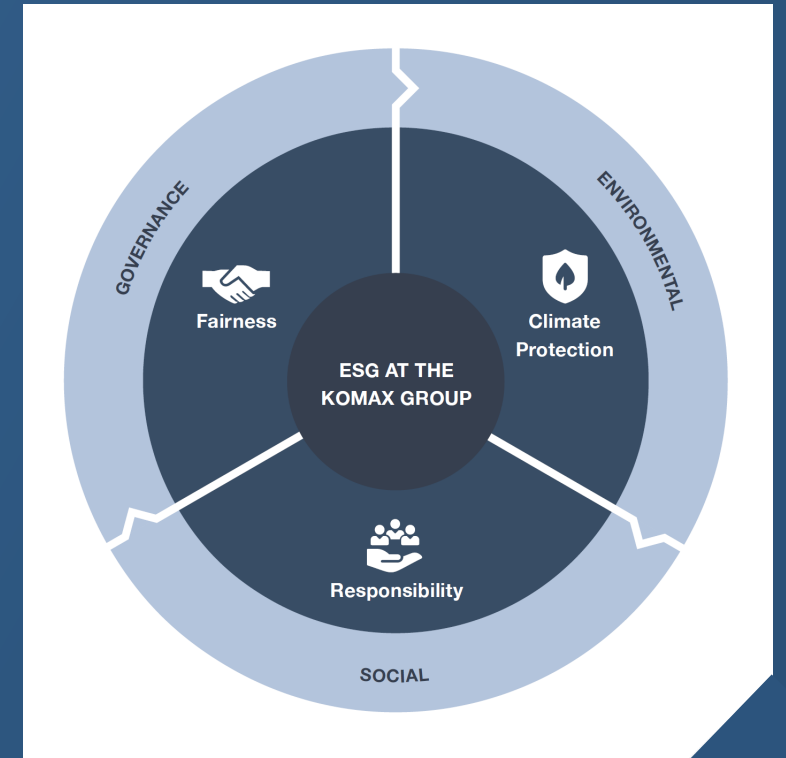 GOVERNANCE
ENVIRONMENTAL
Fairness
Climate
Protection
ESG AT THE
KOMAX GROUP
Responsibility
SOCIAL